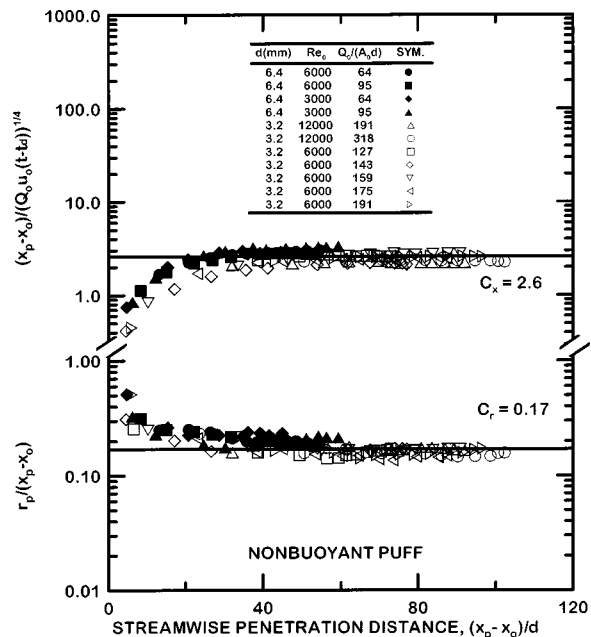 1000.0
100.0
10.0
1.0
1.00
0.10
0.01
(xₚ-xₒ)/(Qₒuₒ(t-t_d))^1/4
rₚ/(xₚ-xₒ)
d(mm) Reₒ Qₒ/(Aₒd) SYM.
6.4 6000 64 ●
6.4 6000 95 ■
6.4 3000 64 ◆
6.4 3000 95 ▲
3.2 12000 191 △
3.2 12000 318 ○
3.2 6000 127 □
3.2 6000 143 ◇
3.2 6000 159 ▽
3.2 6000 175 ◁
3.2 6000 191 ▷
Cₓ = 2.6
Cᵣ = 0.17
NONBUOYANT PUFF
0 40 80 120
STREAMWISE PENETRATION DISTANCE, (xₚ-xₒ)/d